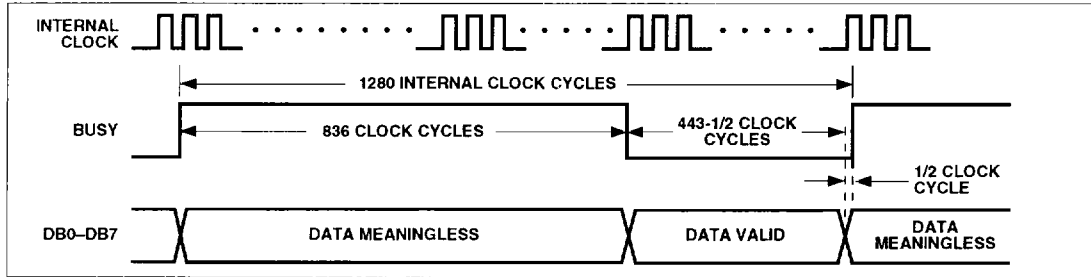 INTERNAL
CLOCK
1280 INTERNAL CLOCK CYCLES
BUSY
836 CLOCK CYCLES
443-1/2 CLOCK
CYCLES
1/2 CLOCK
CYCLE
DB0–DB7
DATA MEANINGLESS
DATA VALID
DATA
MEANINGLESS